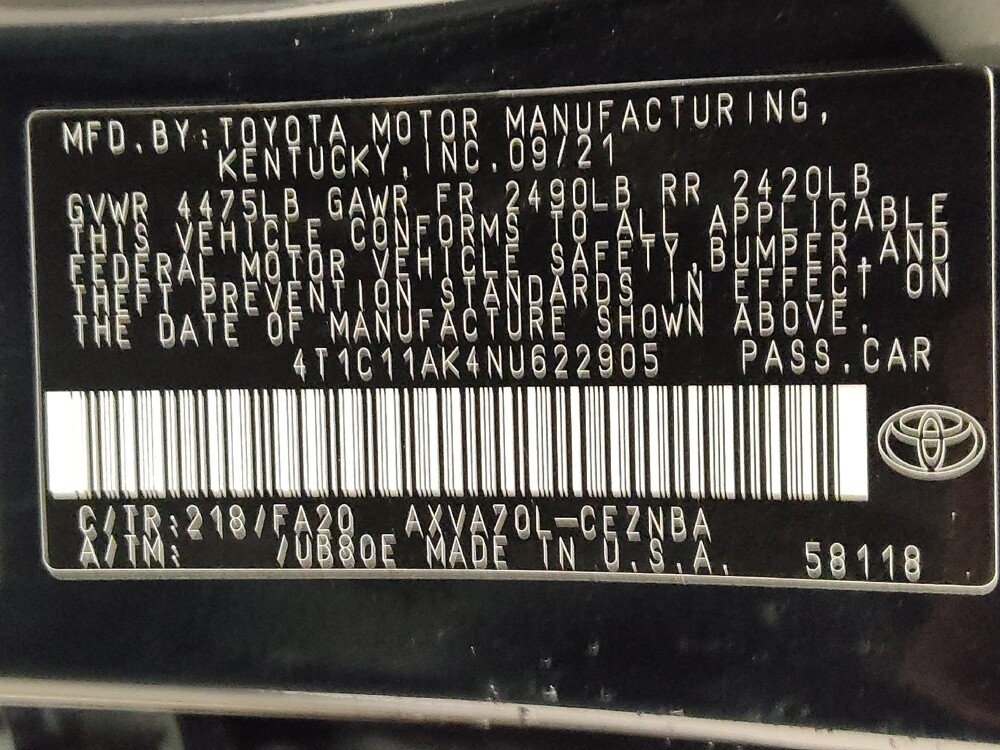 MFD.BY:TOYOTA MOTOR MANUFACTURING,
KENTUCKY,INC.09/21
GVWR 4475LB GAWR FR 2490LB RR 2420LB
THIS VEHICLE CONFORMS TO ALL APPLICABLE
FEDERAL MOTOR VEHICLE SAFETY,BUMPER,AND
THEFT PREVENTION STANDARDS IN EFFECT ON
THE DATE OF MANUFACTURE SHOWN ABOVE.
4T1C11AK4NU622905 PASS.CAR
C/TR:218/FA20 AXVA70L-CEZNBA
A/TM: /UB80E MADE IN U.S.A. 58118